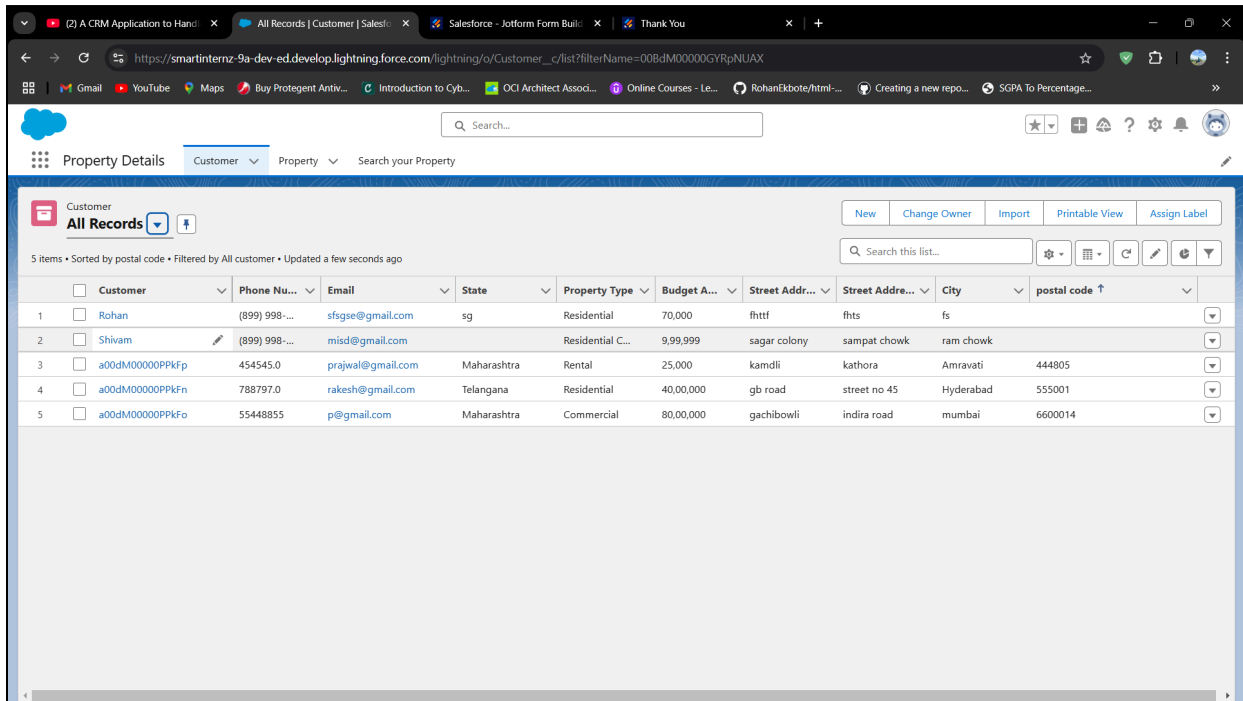 (2) A CRM Application to Handl
All Records | Customer | Salesfo
Salesforce - Jotform Form Build
Thank You
https://smartinternz-9a-dev-ed.develop.lightning.force.com/lightning/o/Customer__c/list?filterName=00BdM00000GYRpNUAX
Gmail YouTube Maps Buy Protegent Antiv... Introduction to Cyb... OCI Architect Associ... Online Courses - Le... RohanEkbote/html-... Creating a new repo... SGPA To Percentage... »
Search...
Property Details Customer Property Search your Property
Customer
All Records
New Change Owner Import Printable View Assign Label
5 items • Sorted by postal code • Filtered by All customer • Updated a few seconds ago
Search this list...
Customer Phone Nu... Email State Property Type Budget A... Street Addr... Street Addre... City postal code ↑
1 Rohan (899) 998-... sfsgse@gmail.com sg Residential 70,000 fhttf fhts fs
2 Shivam (899) 998-... misd@gmail.com Residential C... 9,99,999 sagar colony sampat chowk ram chowk
3 a00dM00000PPkFp 454545.0 prajwal@gmail.com Maharashtra Rental 25,000 kamdli kathora Amravati 444805
4 a00dM00000PPkFn 788797.0 rakesh@gmail.com Telangana Residential 40,00,000 gb road street no 45 Hyderabad 555001
5 a00dM00000PPkFo 55448855 p@gmail.com Maharashtra Commercial 80,00,000 gachibowli indira road mumbai 6600014